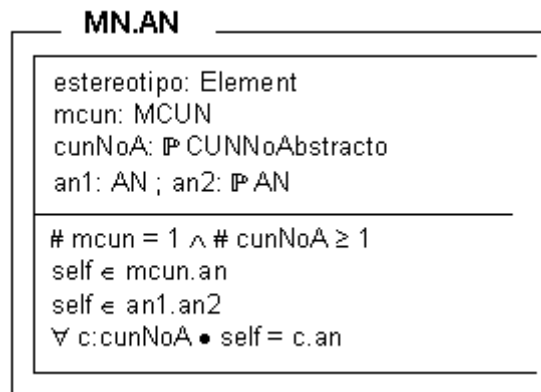 MN.AN
estereotipo: Element
mcun: MCUN
cunNoA: ℙ CUNNoAbstracto
an1: AN ; an2: ℙ AN
# mcun = 1 ∧ # cunNoA ≥ 1
self ∈ mcun.an
self ∈ an1.an2
∀ c:cunNoA ● self = c.an